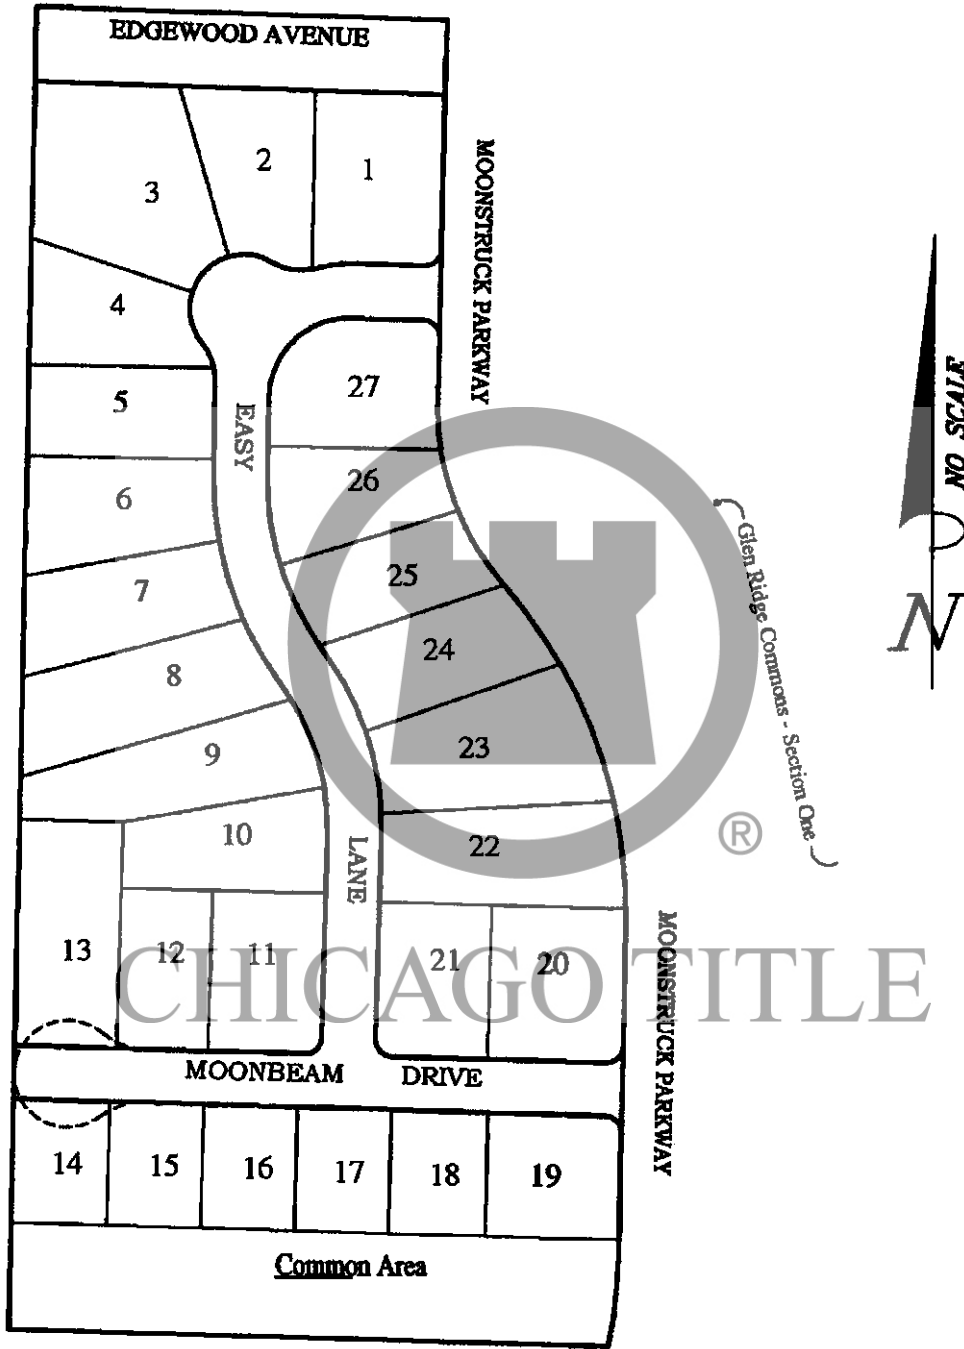 EDGEWOOD AVENUE
MOONSTRUCK PARKWAY
2
1
3
4
27
5
EASY
26
6
25
7
24
8
23
9
10
22
LANE
13
12
11
21
20
MOONBEAM DRIVE
MOONSTRUCK PARKWAY
14
15
16
17
18
19
Common Area
Glen Ridge Commons - Section One
NO SCALE
N
®
CHICAGO TITLE